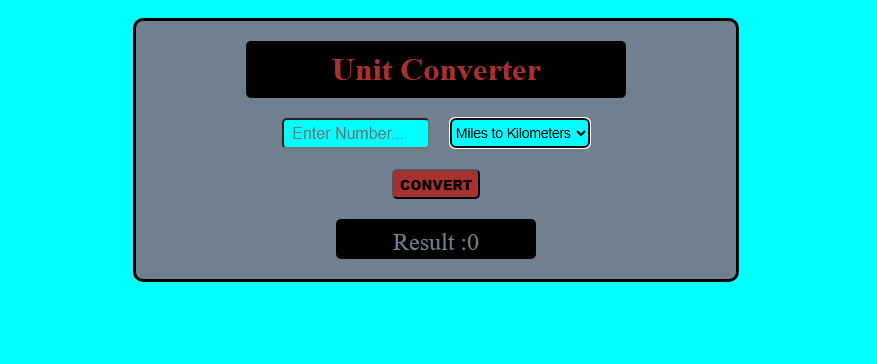 Unit Converter
Enter Number... Miles to Kilometers
CONVERT
Result :0